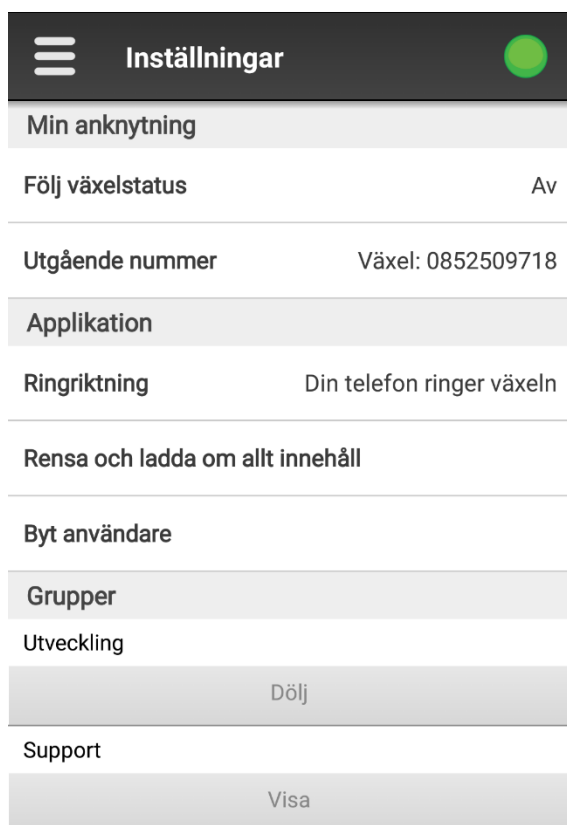 Inställningar
Min anknytning
Följ växelstatus Av
Utgående nummer Växel: 0852509718
Applikation
Ringriktning Din telefon ringer växeln
Rensa och ladda om allt innehåll
Byt användare
Grupper
Utveckling
Dölj
Support
Visa